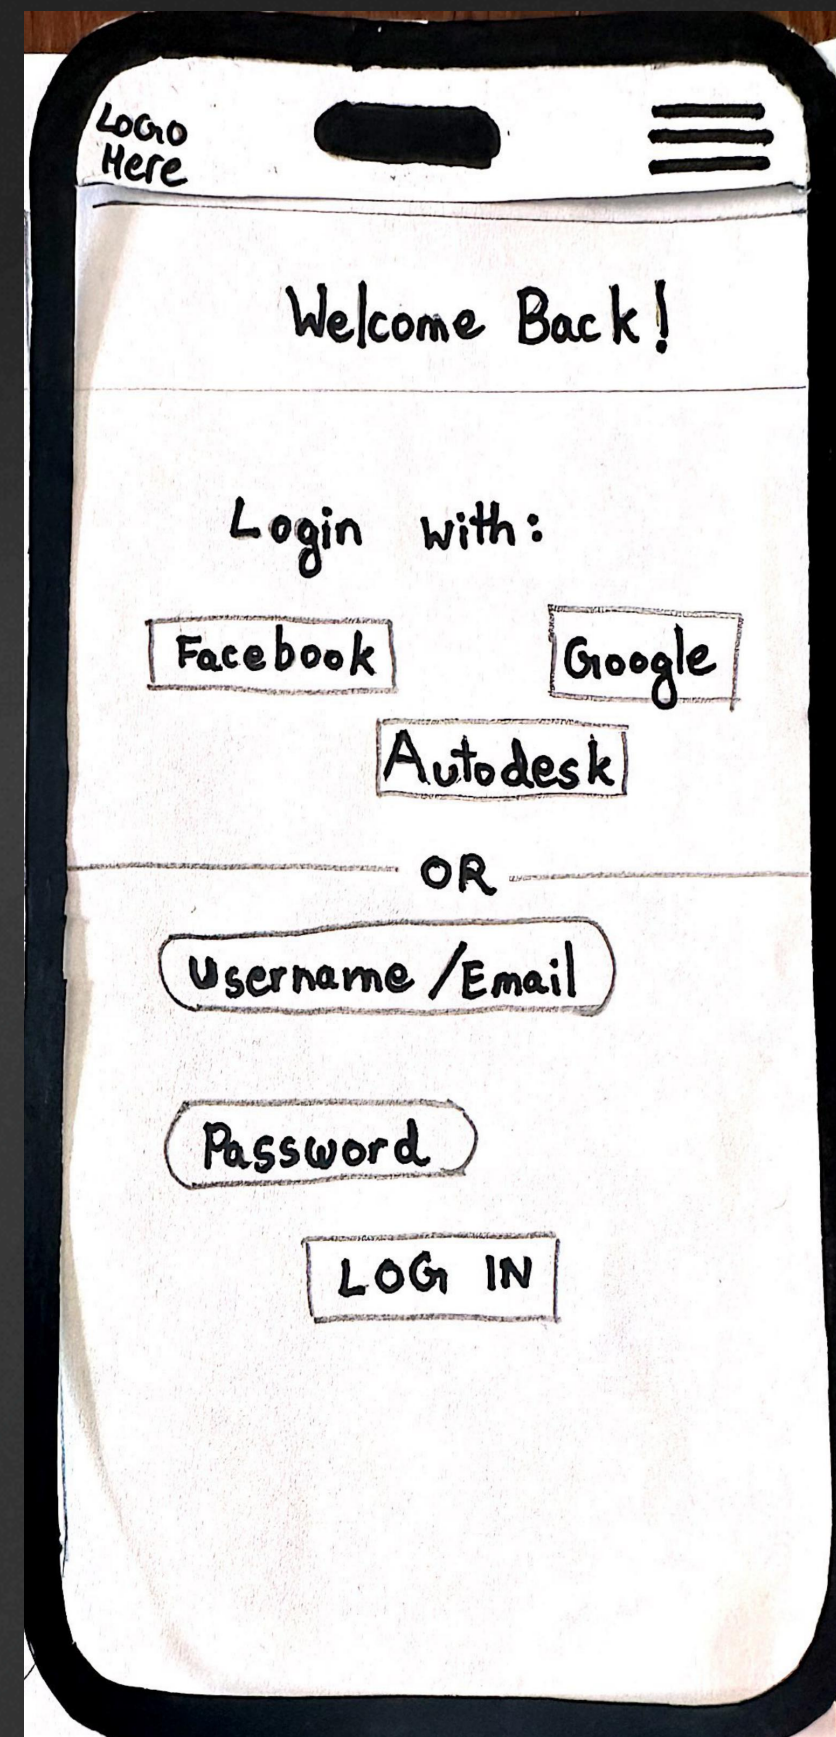 LOGO
Here
Welcome Back!
Login with:
Facebook Google
Autodesk
OR
Username/Email
Password
LOG IN